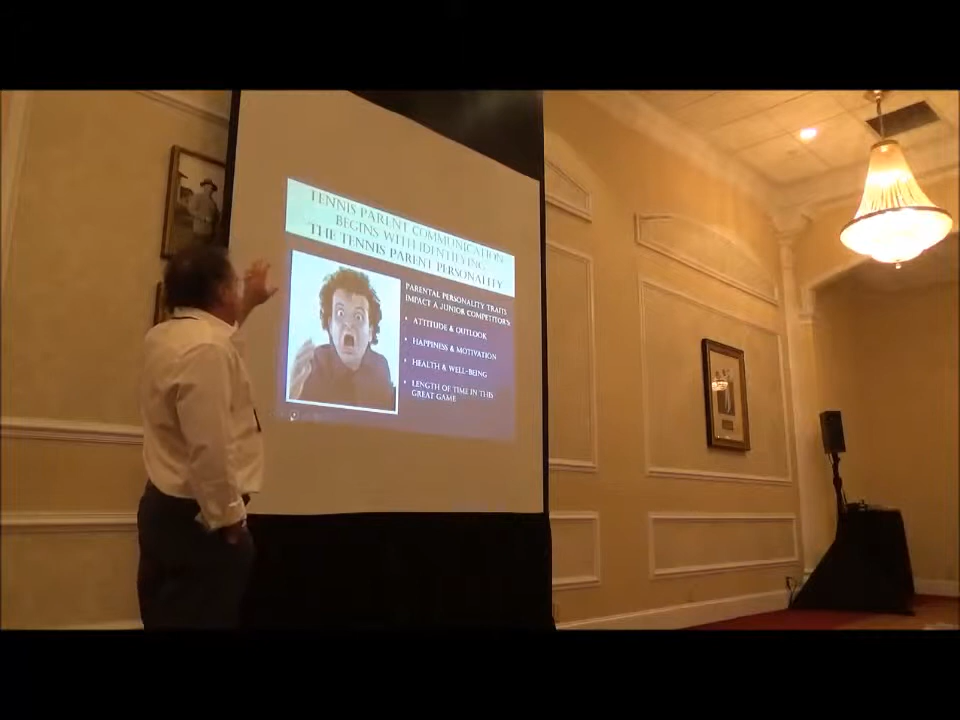 TENNIS PARENT COMMUNICATION
BEGINS WITH IDENTIFYING
THE TENNIS PARENT PERSONALITY
PARENTAL PERSONALITY TRAITS
IMPACT A JUNIOR COMPETITOR'S
• ATTITUDE & OUTLOOK
• HAPPINESS & MOTIVATION
• HEALTH & WELL-BEING
• LENGTH OF TIME IN THIS
GREAT GAME